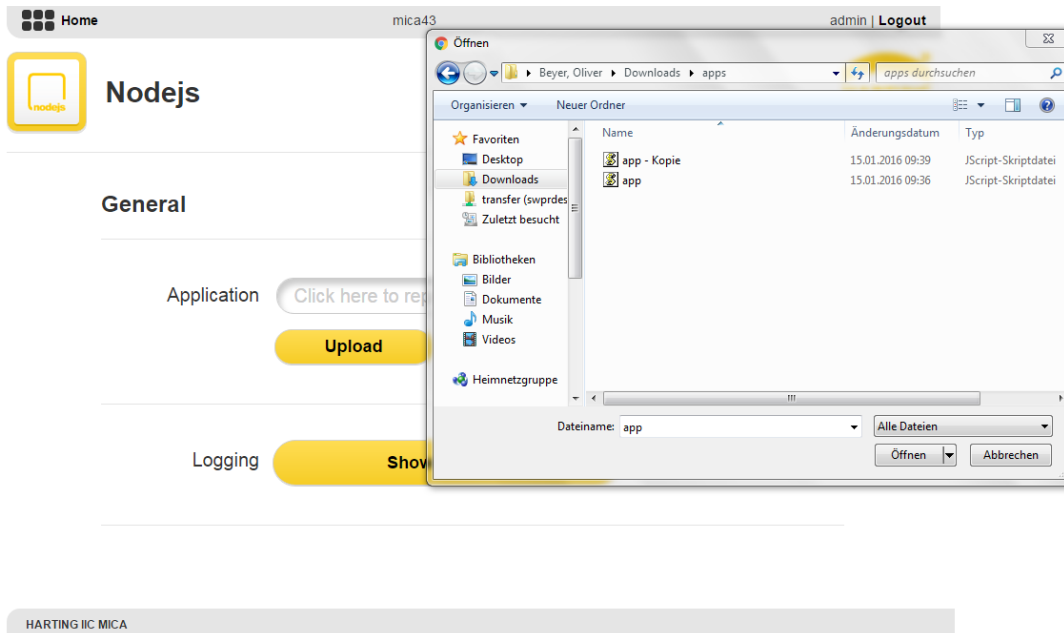 Home
mica43
admin | Logout
nodejs
Nodejs
General
Application
Click here to rep
Upload
Logging
Show
HARTING IIC MICA
Öffnen
Beyer, Oliver ▸ Downloads ▸ apps
apps durchsuchen
Organisieren
Neuer Ordner
Favoriten
Desktop
Downloads
transfer (swprdes
Zuletzt besucht
Bibliotheken
Bilder
Dokumente
Musik
Videos
Heimnetzgruppe
Name Änderungsdatum Typ
app - Kopie 15.01.2016 09:39 JScript-Skriptdatei
app 15.01.2016 09:36 JScript-Skriptdatei
Dateiname: app
Alle Dateien
Öffnen
Abbrechen